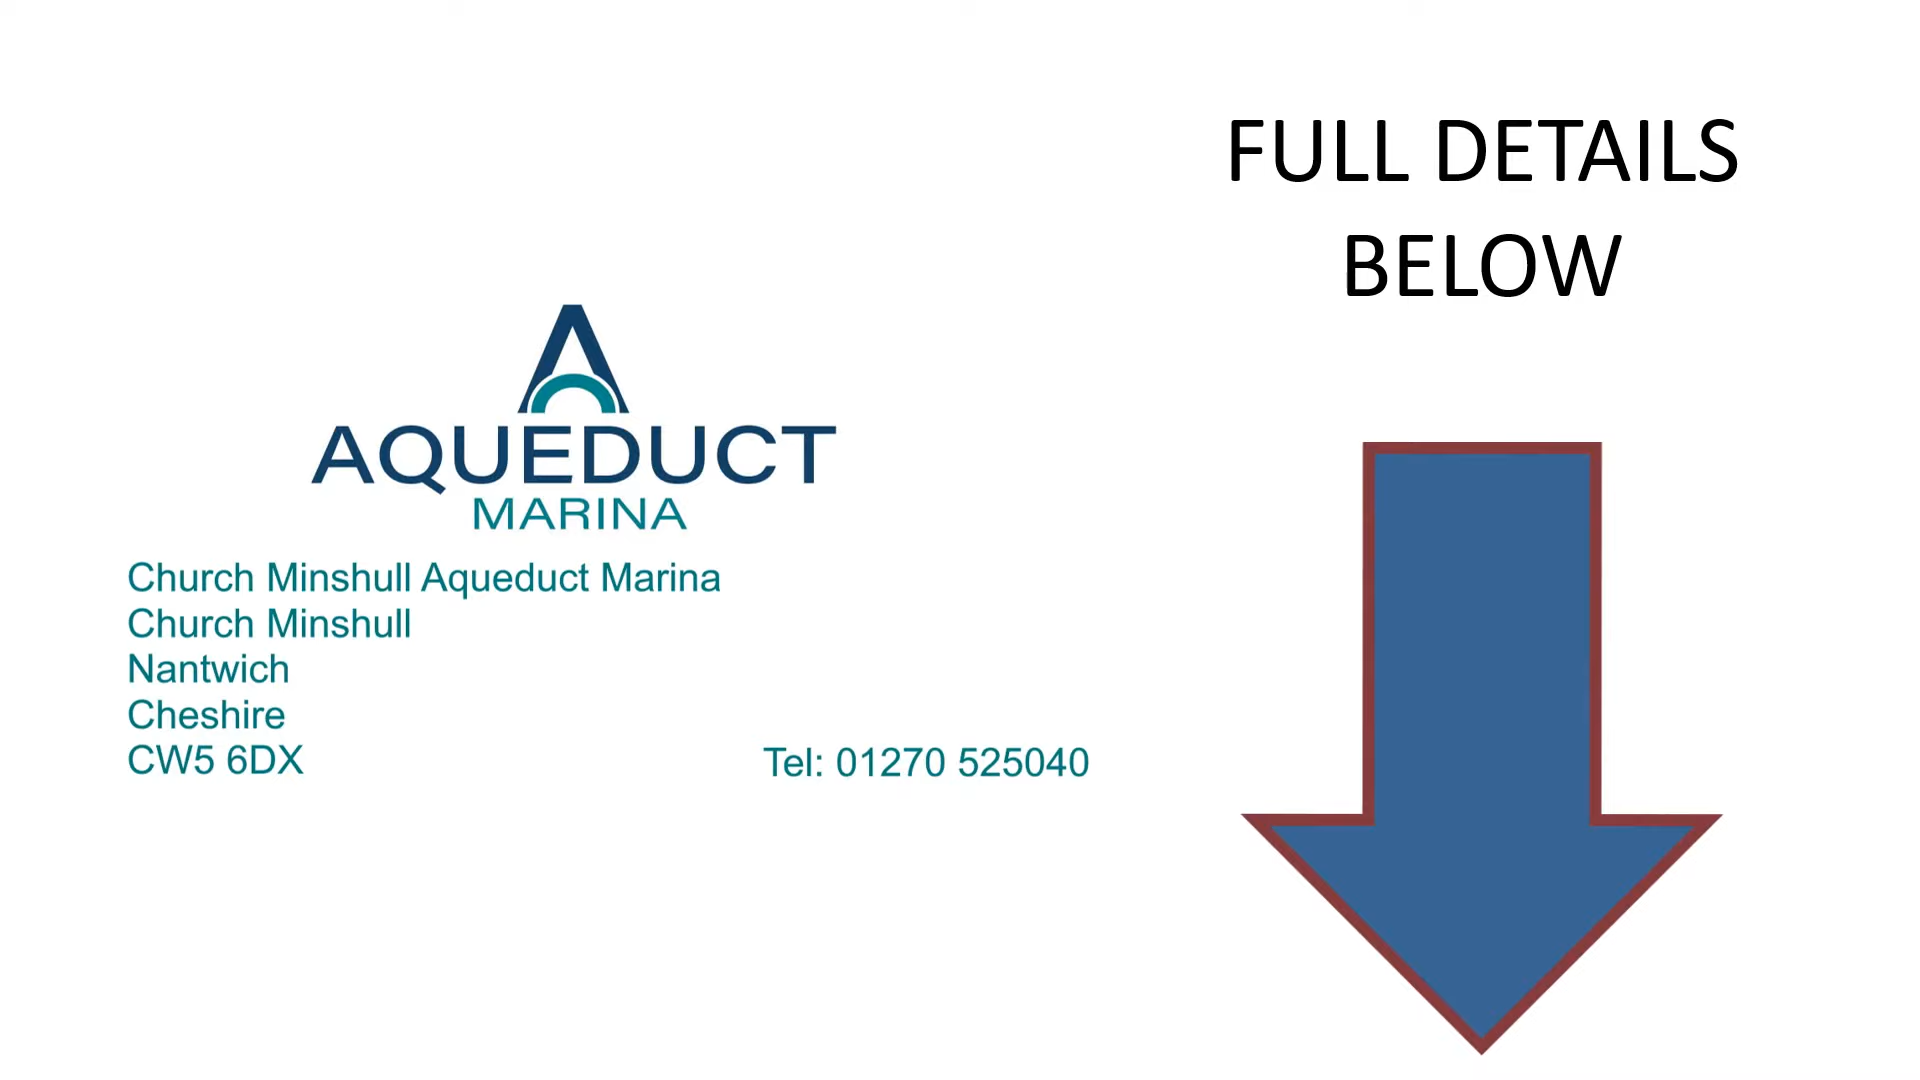 FULL DETAILS
BELOW
AQUEDUCT
MARINA
Church Minshull Aqueduct Marina
Church Minshull
Nantwich
Cheshire
CW5 6DX
Tel: 01270 525040